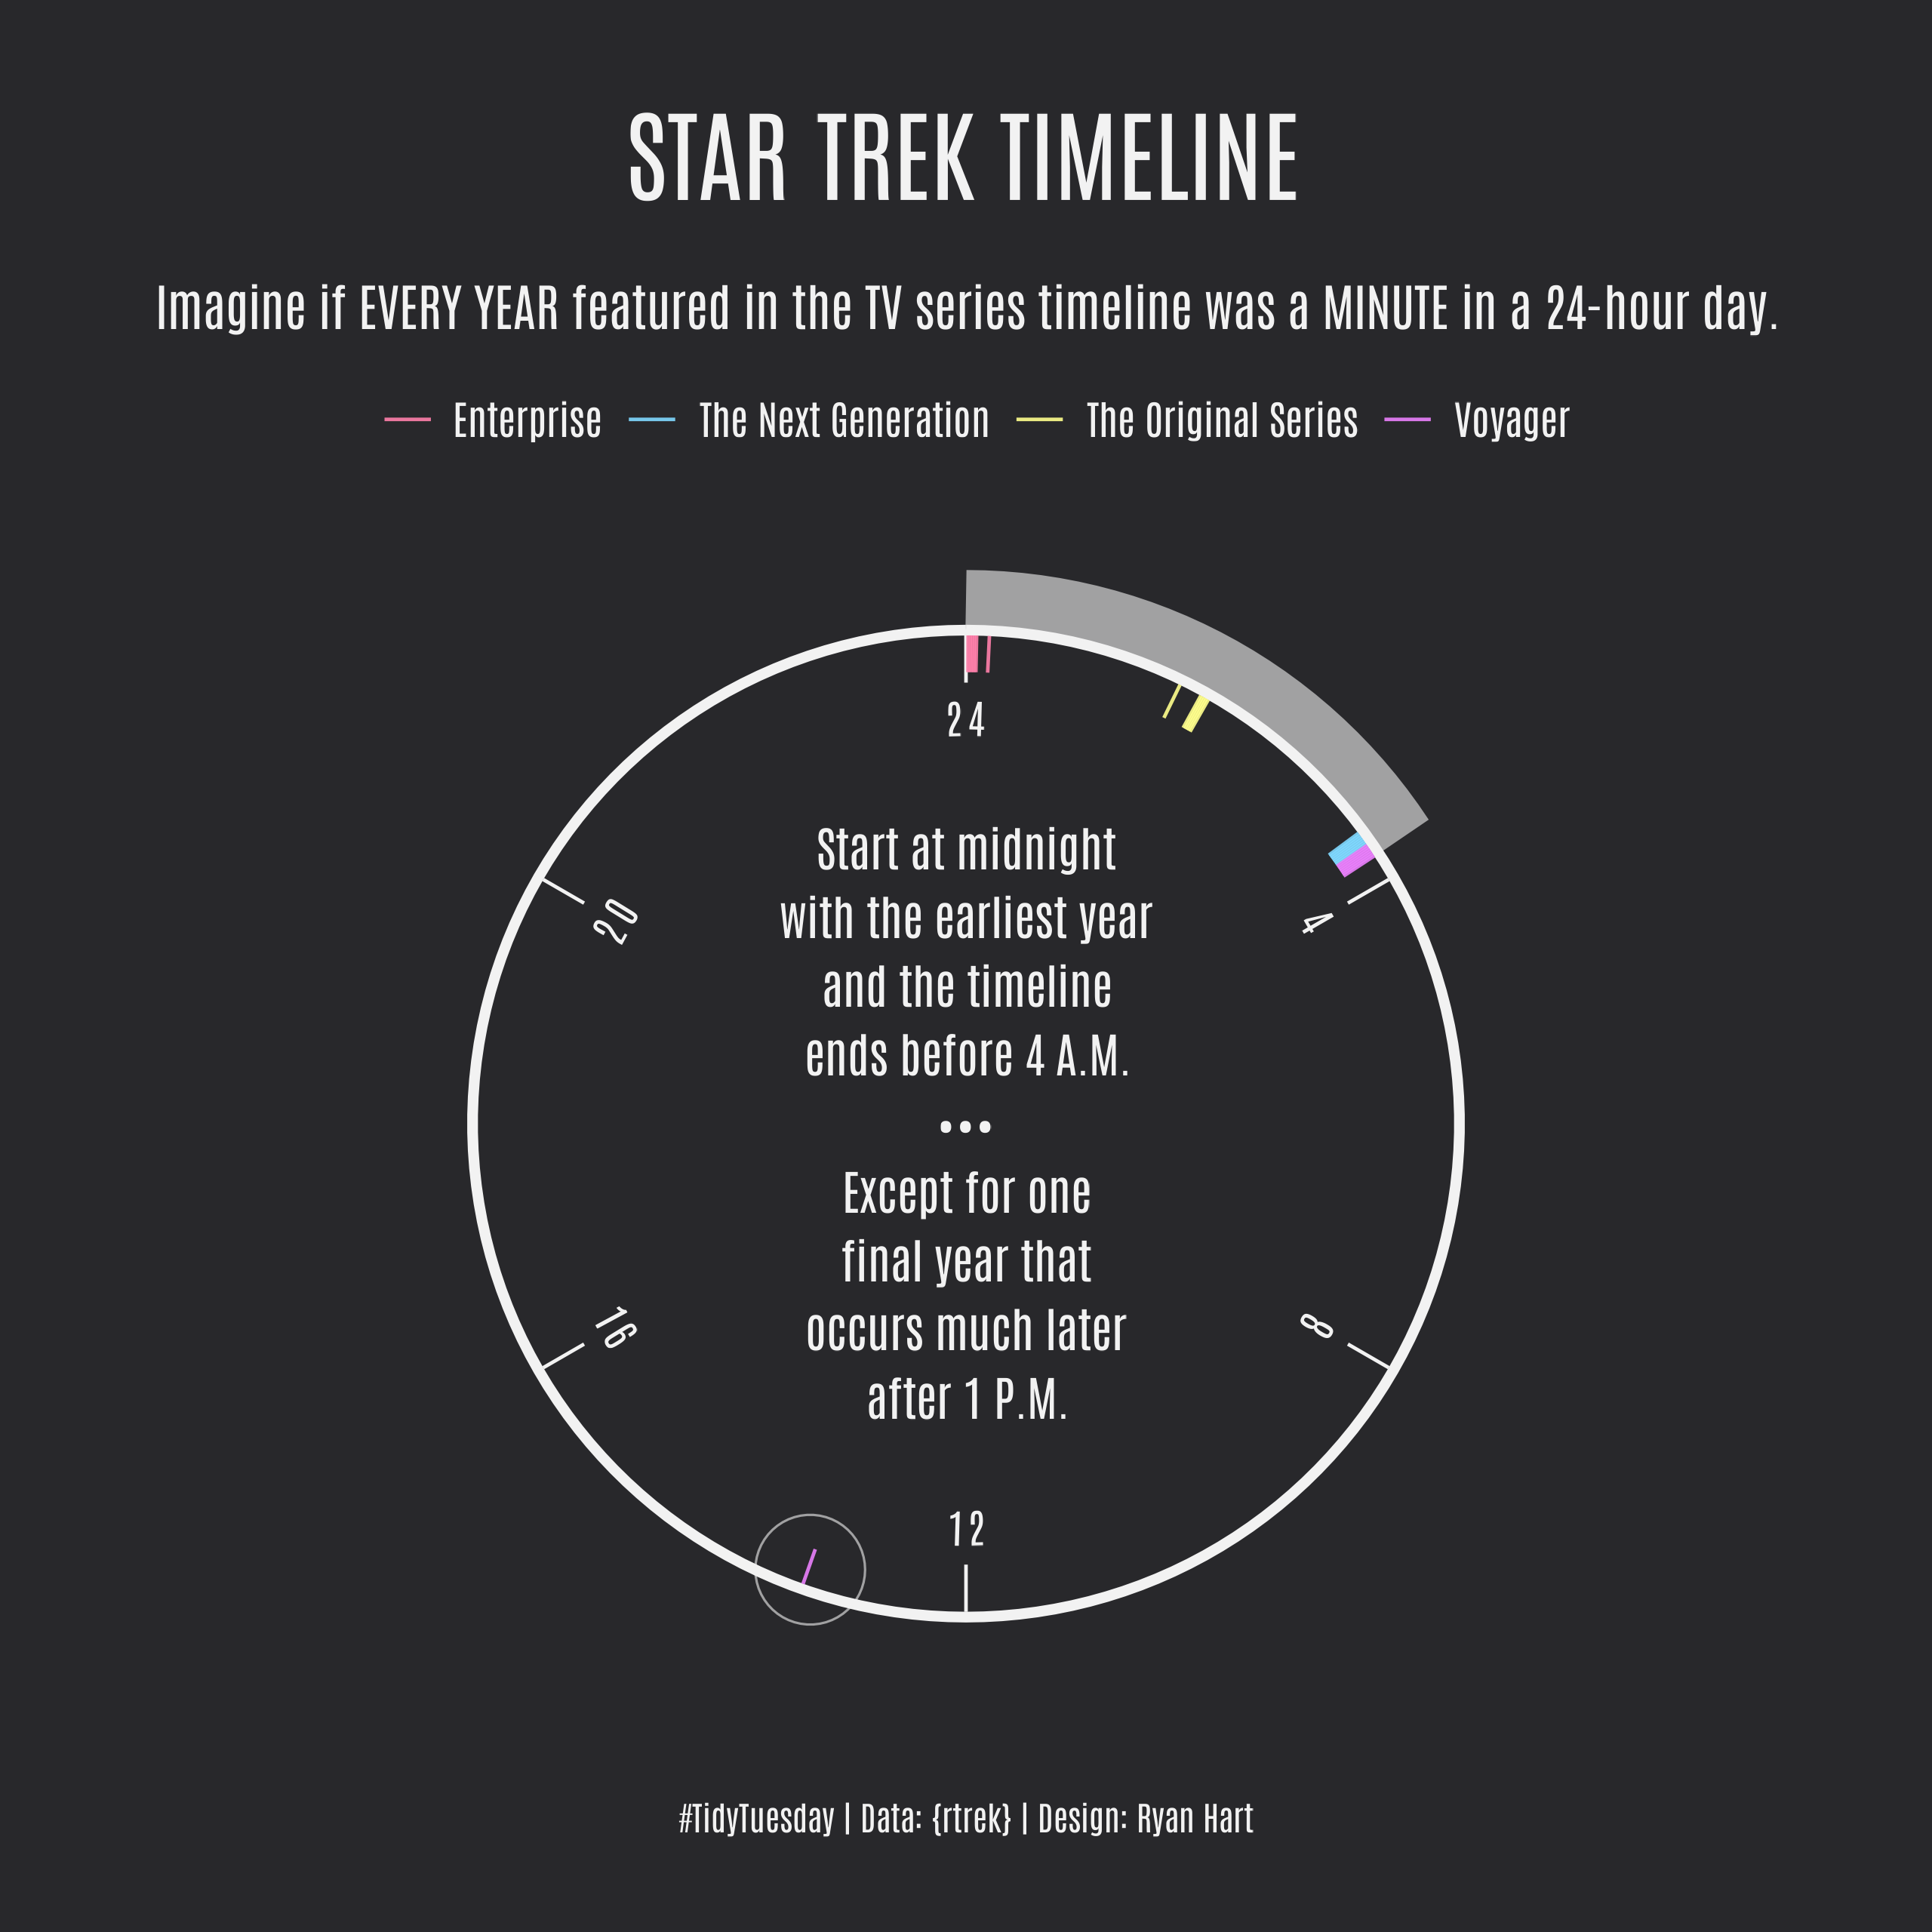 STAR TREK TIMELINE
Imagine if EVERY YEAR featured in the TV series timeline was a MINUTE in a 24-hour day.
Enterprise The Next Generation The Original Series Voyager
24
20
4
Start at midnight
with the earliest year
and the timeline
ends before 4 A.M.
...
Except for one
final year that
occurs much later
after 1 P.M.
16
8
12
#TidyTuesday | Data: {rtrek} | Design: Ryan Hart